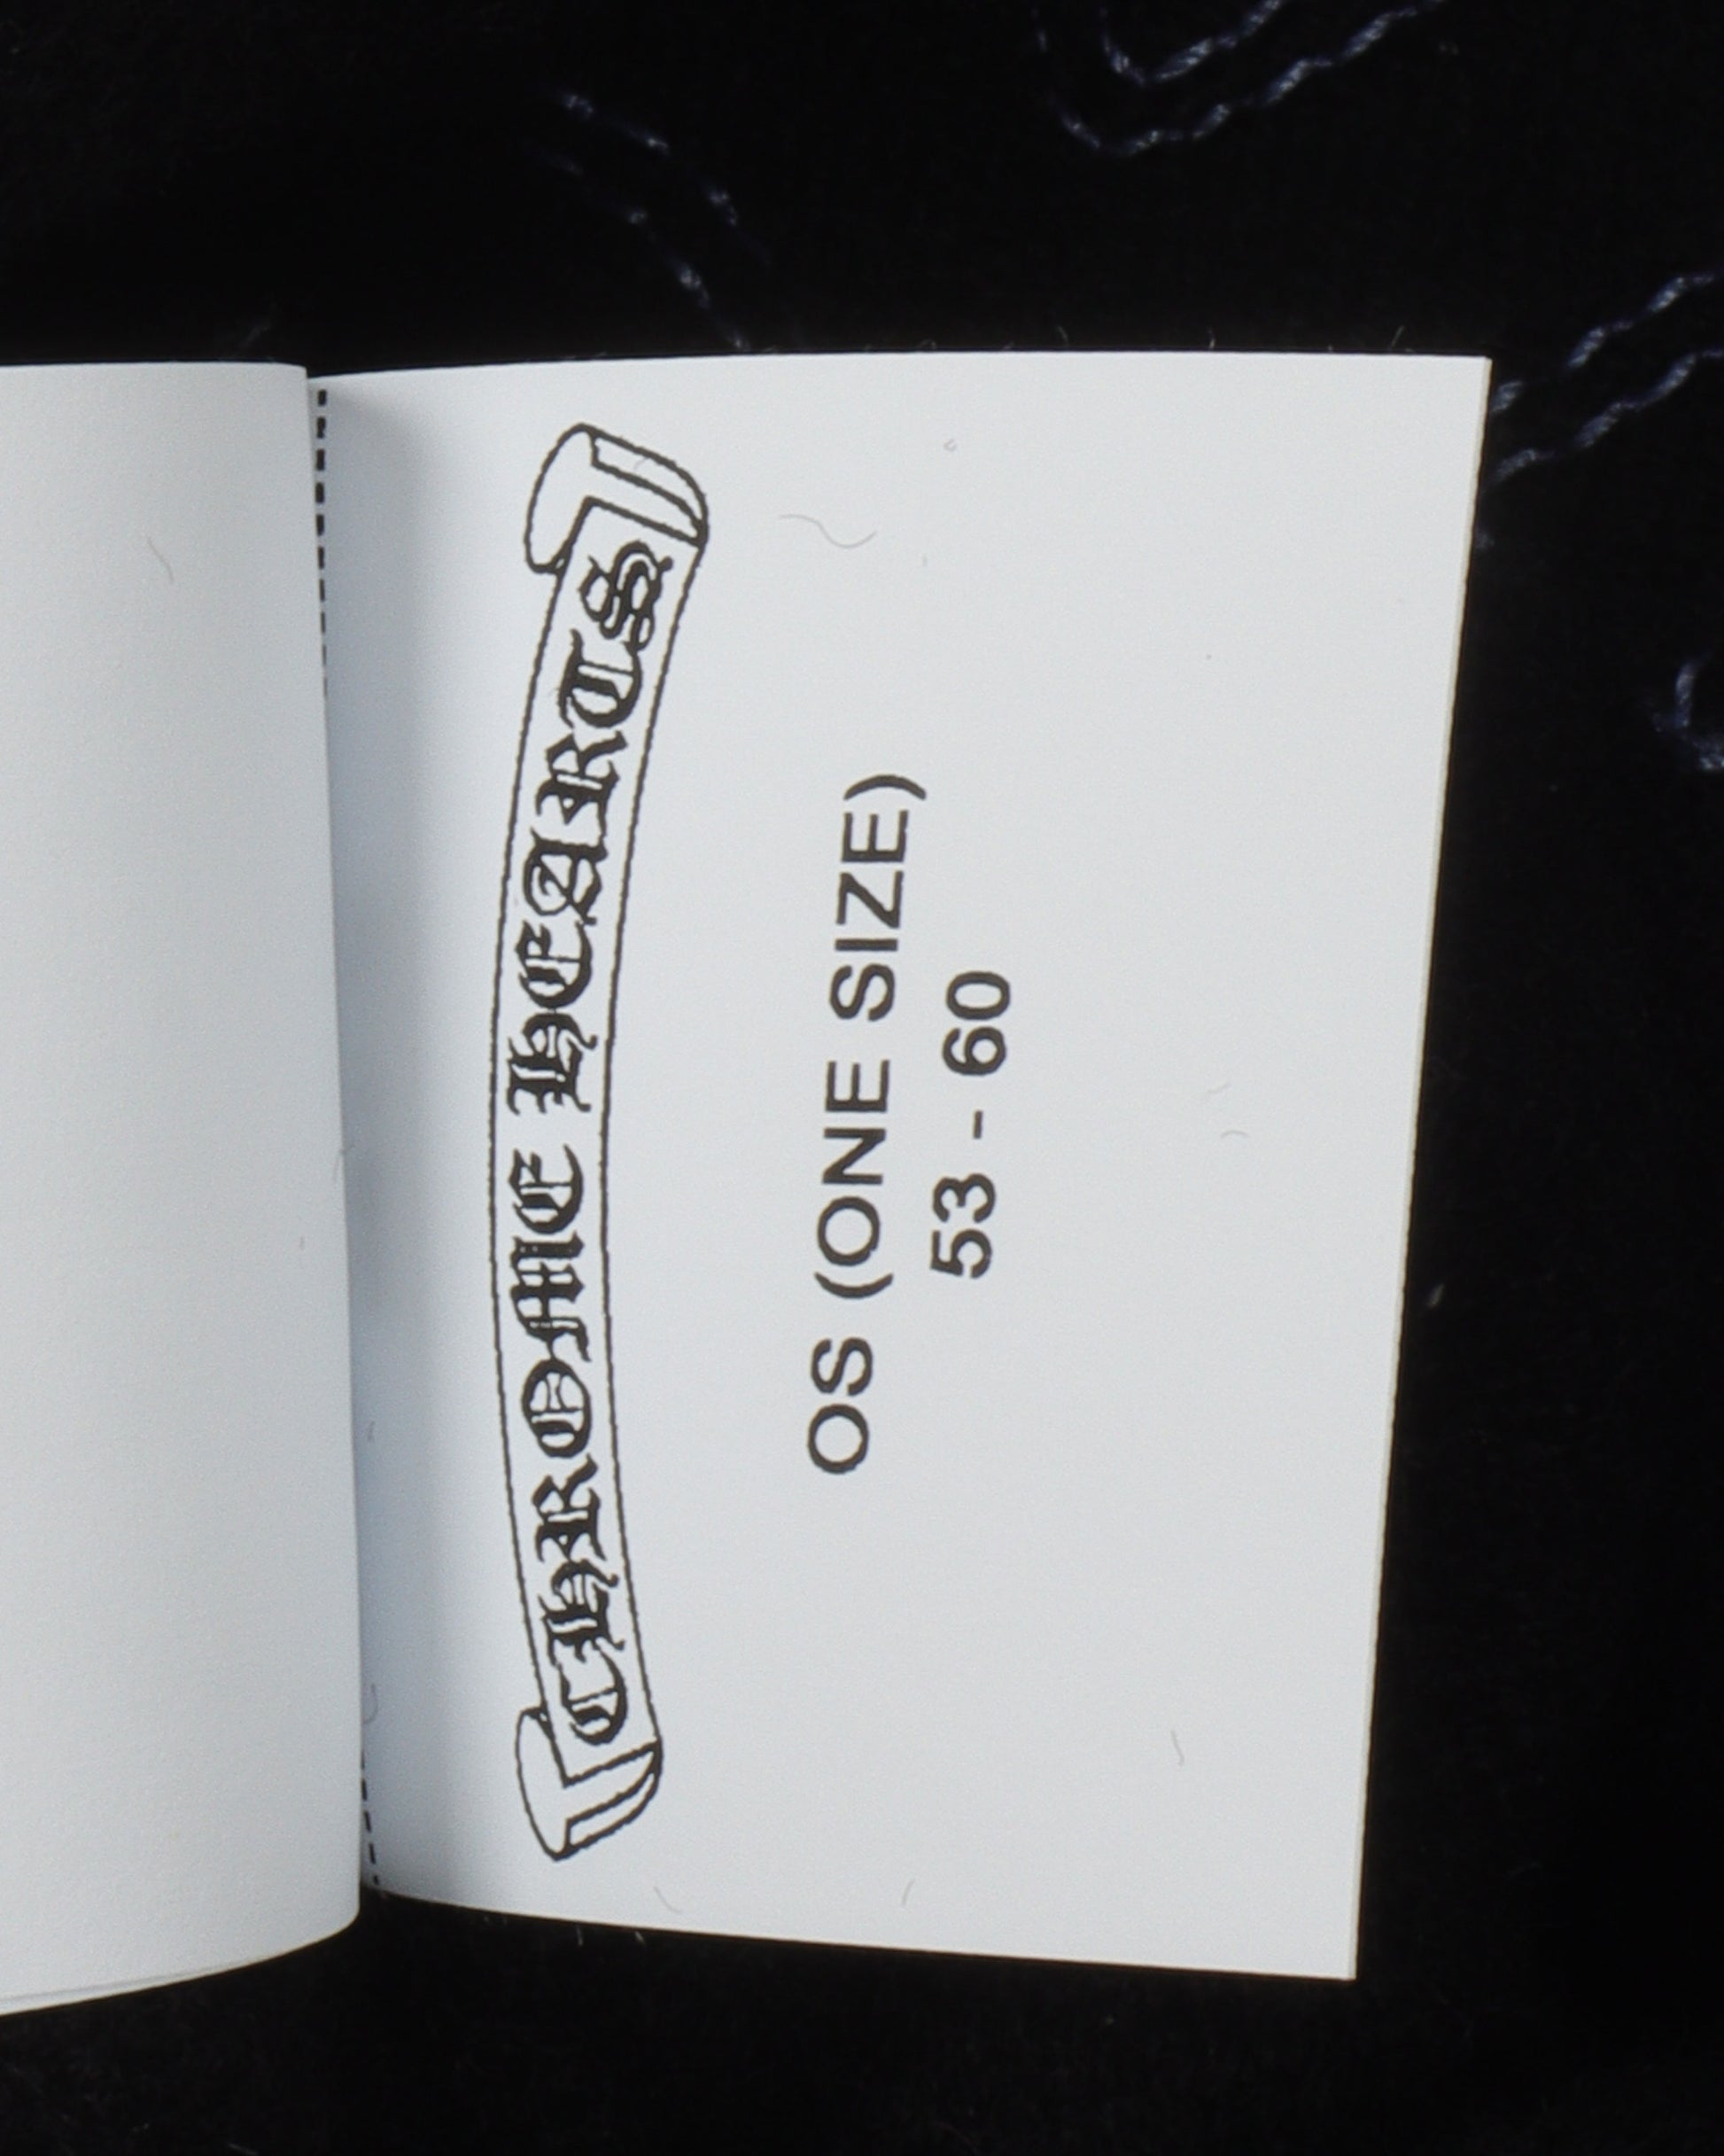 CHROME HEARTS
OS (ONE SIZE)
53 - 60